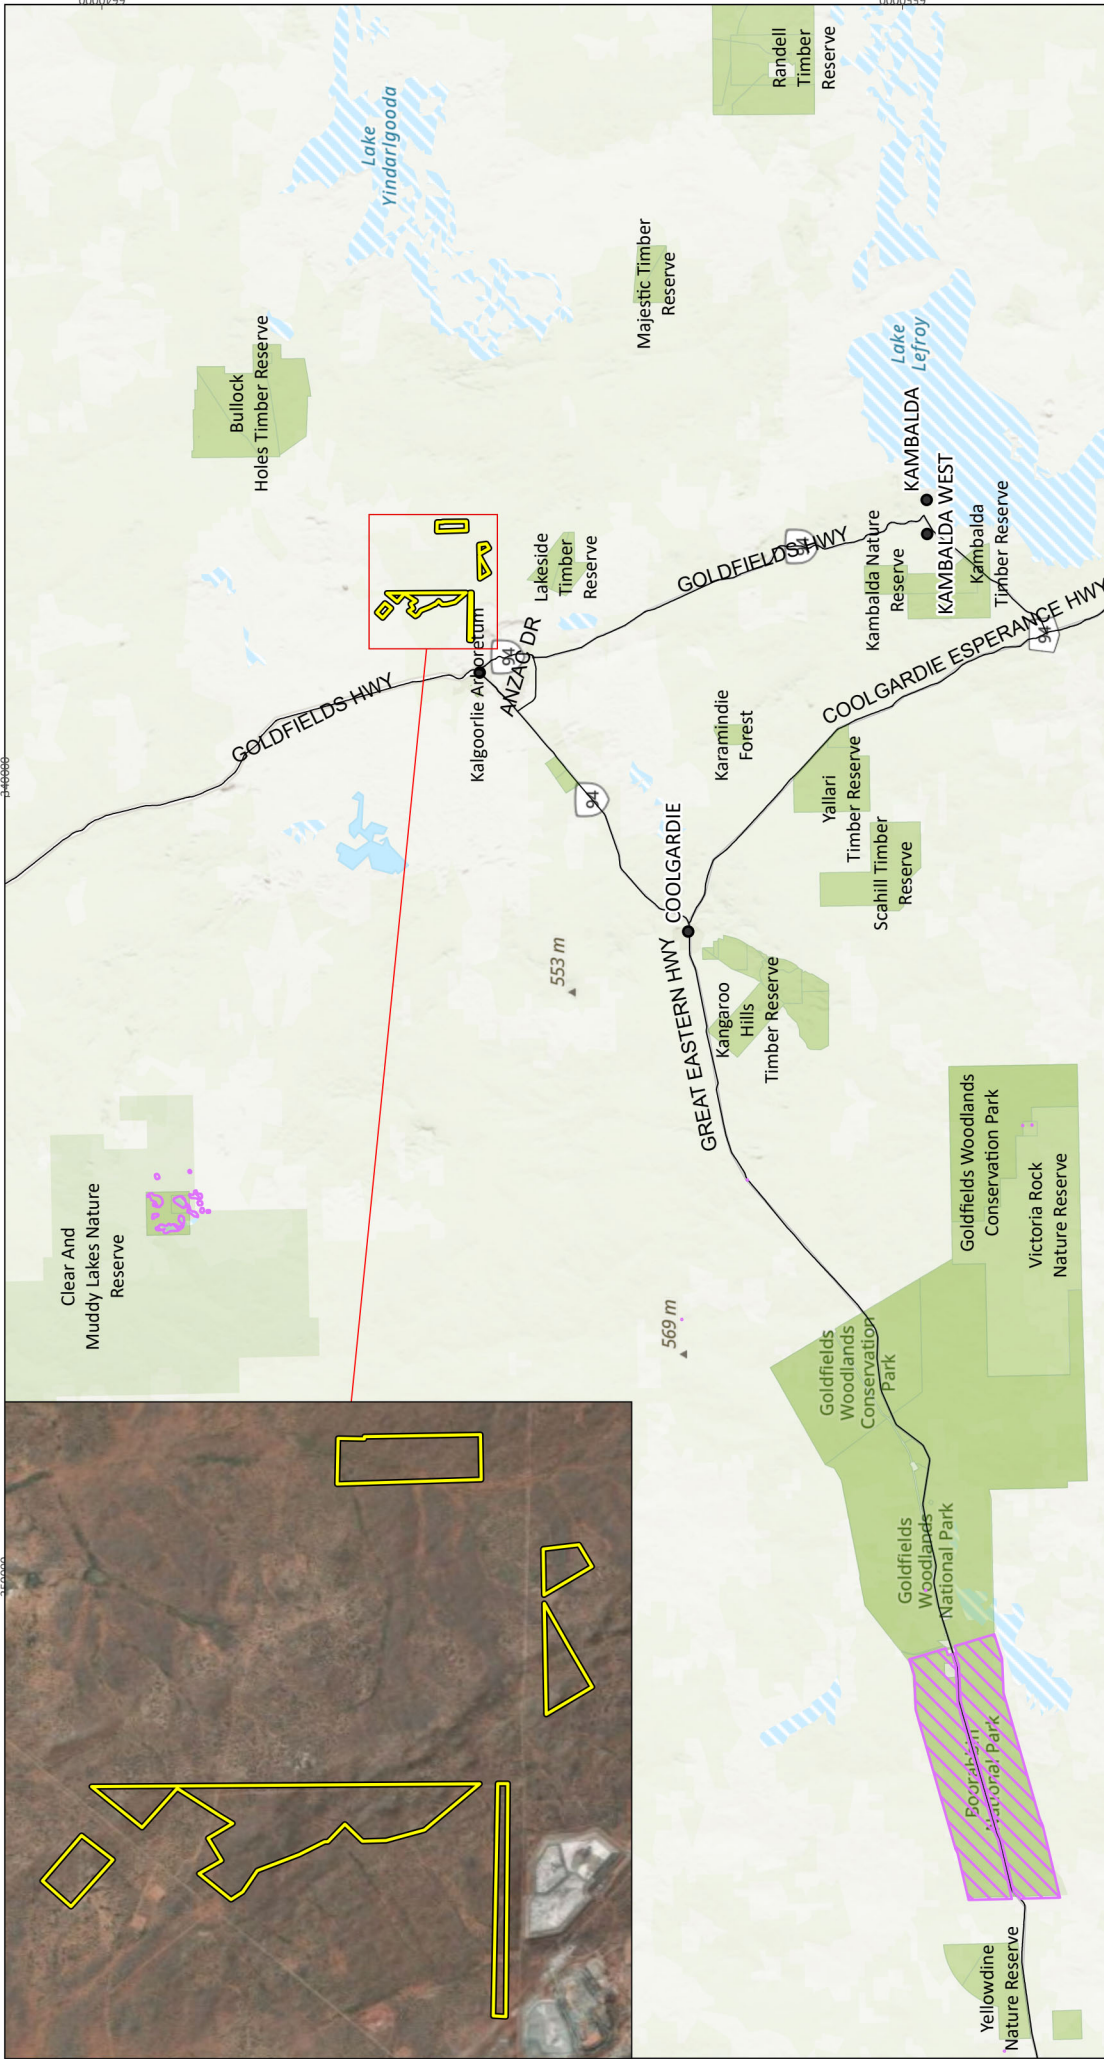 Randell
Timber
Reserve
Lake
Yindarlgooda
Majestic Timber
Reserve
Bullock
Holes Timber Reserve
Lake
Lefroy
KAMBALDA
KAMBALDA WEST
Kambalda
Timber Reserve
Kambalda Nature
Reserve
Lakeside
Timber
Reserve
GOLDFIELDS HWY
94
Kalgoorlie Arboretum
94
ANZAC DR
GOLDFIELDS HWY
COOLGARDIE ESPERANCE HWY
94
Karamindie
Forest
340000
94
Yallari
Timber Reserve
Scahill Timber
Reserve
COOLGARDIE
553 m
GREAT EASTERN HWY
Kangaroo
Hills
Timber Reserve
Clear And
Muddy Lakes Nature
Reserve
Goldfields Woodlands
Conservation Park
Victoria Rock
Nature Reserve
569 m
Goldfields
Woodlands
Conservation
Park
Goldfields
Woodlands
National Park
Boorabbin
National Park
Yellowdine
Nature Reserve